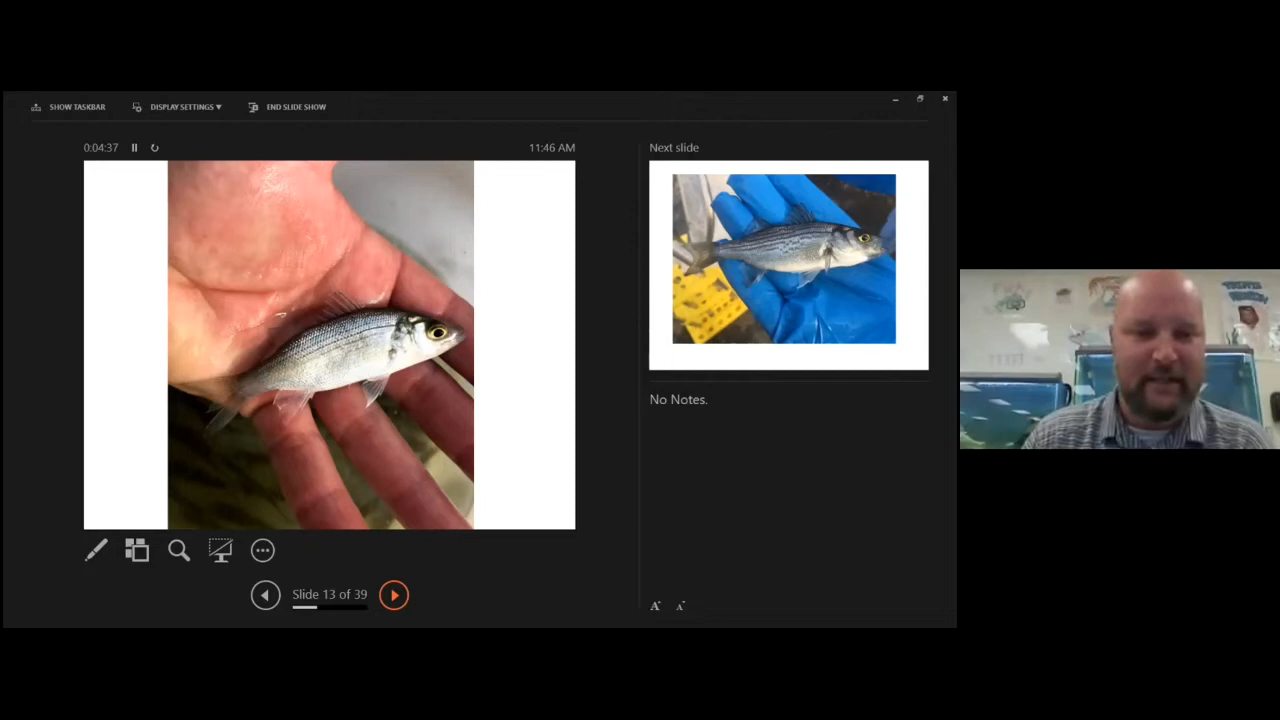 SHOW TASKBAR
DISPLAY SETTINGS ▼
END SLIDE SHOW
0:04:37
11:46 AM
Next slide
No Notes.
Slide 13 of 39
A
A